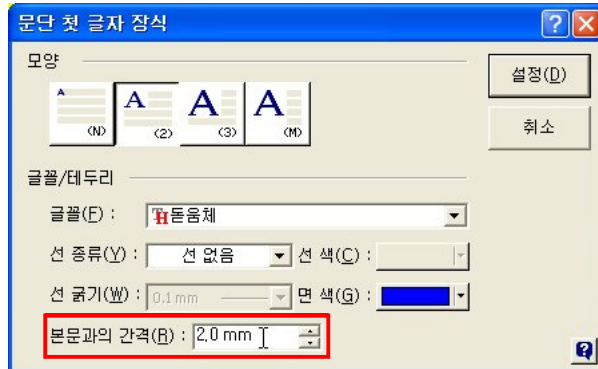 문단 첫 글자 장식
모양
설정(D)
(N) (2) (3) (M)
취소
글꼴/테두리
글꼴(F) : 돋움체
선 종류(Y) : 선 없음 선 색(C) :
선 굵기(W) : 0.1 mm 면 색(G) :
본문과의 간격(R) : 2.0 mm